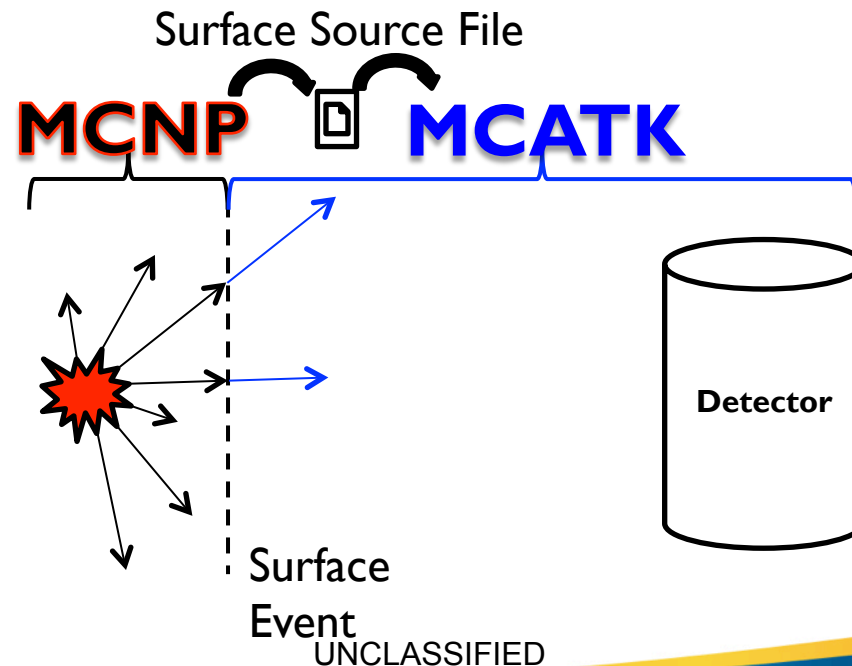 Surface Source File
MCNP
MCATK
Detector
Surface
Event
UNCLASSIFIED